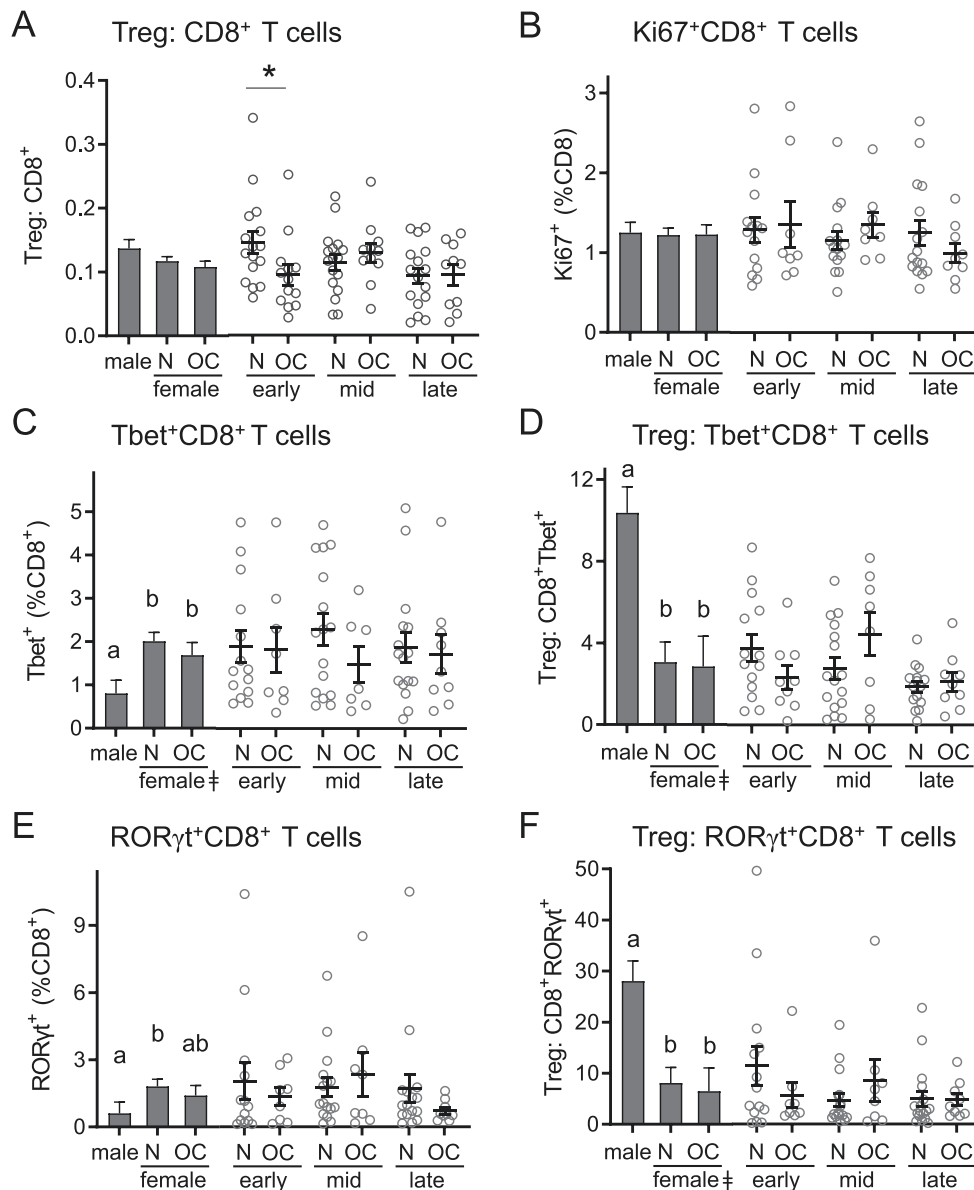 A Treg: CD8⁺ T cells
*
Treg: CD8⁺
0.4
0.3
0.2
0.1
0.0
male N OC N OC N OC N OC
female early mid late
B Ki67⁺CD8⁺ T cells
Ki67⁺ (%CD8)
3
2
1
0
male N OC N OC N OC N OC
female early mid late
C Tbet⁺CD8⁺ T cells
Tbet⁺ (%CD8⁺)
5
4
3
2
1
0
a b b
male N OC N OC N OC N OC
female ‡ early mid late
D Treg: Tbet⁺CD8⁺ T cells
Treg: CD8⁺Tbet⁺
12
8
4
0
a b b
male N OC N OC N OC N OC
female ‡ early mid late
E RORγt⁺CD8⁺ T cells
RORγt⁺ (%CD8⁺)
9
6
3
0
a b ab
male N OC N OC N OC N OC
female early mid late
F Treg: RORγt⁺CD8⁺ T cells
Treg: CD8⁺RORγt⁺
50
40
30
20
10
0
a b b
male N OC N OC N OC N OC
female ‡ early mid late